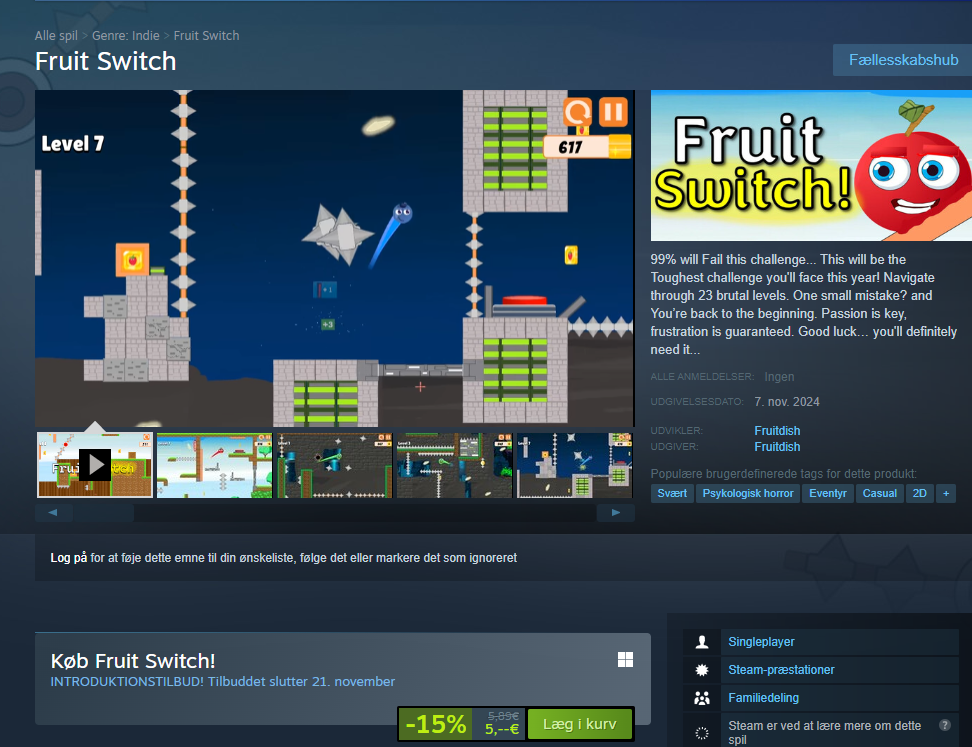 Alle spil > Genre: Indie > Fruit Switch
Fruit Switch
Fællesskabshub
Level 7
617
+1
+3
Fruit
Switch!
99% will Fail this challenge... This will be the
Toughest challenge you'll face this year! Navigate
through 23 brutal levels. One small mistake? and
You're back to the beginning. Passion is key,
frustration is guaranteed. Good luck... you'll definitely
need it...
ALLE ANMELDELSER: Ingen
UDGIVELSESDATO: 7. nov. 2024
UDVIKLER: Fruitdish
UDGIVER: Fruitdish
Populære brugerdefinerede tags for dette produkt:
Svært Psykologisk horror Eventyr Casual 2D +
Log på for at føje dette emne til din ønskeliste, følge det eller markere det som ignoreret
Køb Fruit Switch!
INTRODUKTIONSTILBUD! Tilbuddet slutter 21. november
-15%
5,89€
5,--€
Læg i kurv
Singleplayer
Steam-præstationer
Familiedeling
Steam er ved at lære mere om dette
spil
?